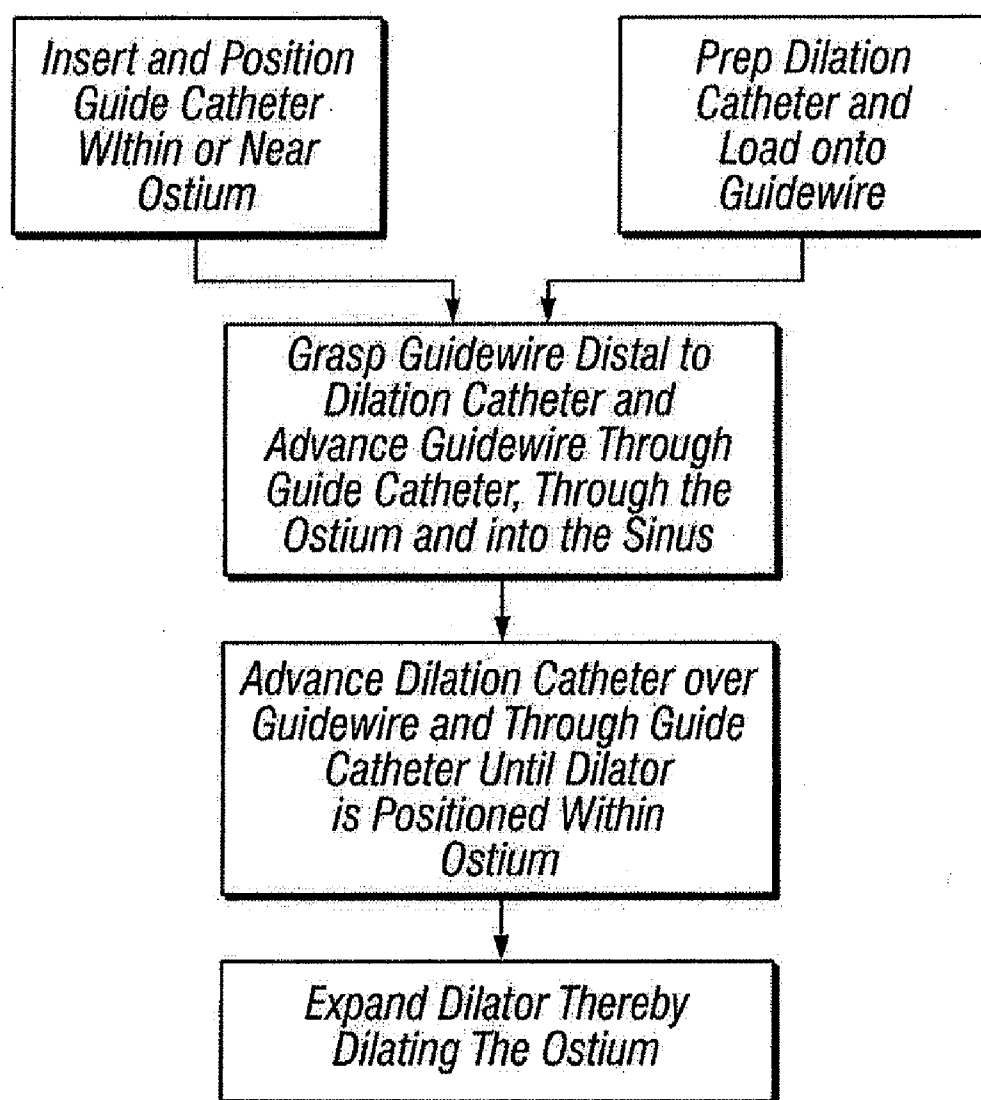 Insert and Position
Guide Catheter
WIthin or Near
Ostium
Prep Dilation
Catheter and
Load onto
Guidewire
Grasp Guidewire Distal to
Dilation Catheter and
Advance Guidewire Through
Guide Catheter, Through the
Ostium and into the Sinus
Advance Dilation Catheter over
Guidewire and Through Guide
Catheter Until Dilator
is Positioned Within
Ostium
Expand Dilator Thereby
Dilating The Ostium